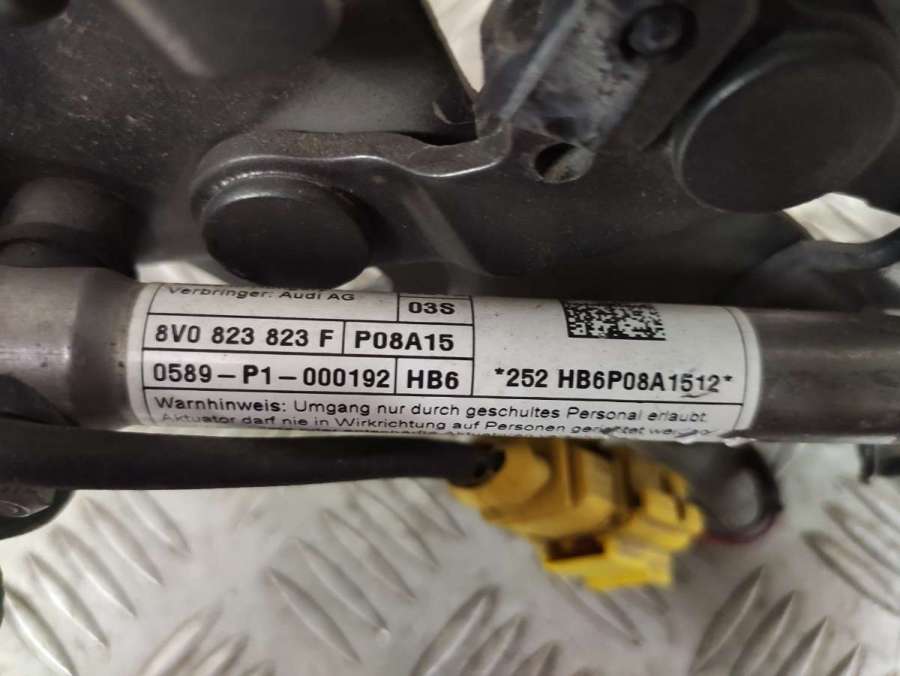 Verbringer: Audi AG
03S
8V0 823 823 F P08A15
0589-P1-000192 HB6
*252 HB6P08A1512*
Warnhinweis: Umgang nur durch geschultes Personal erlaubt.
Aktuator darf nie in Wirkrichtung auf Personen gerichtet werden